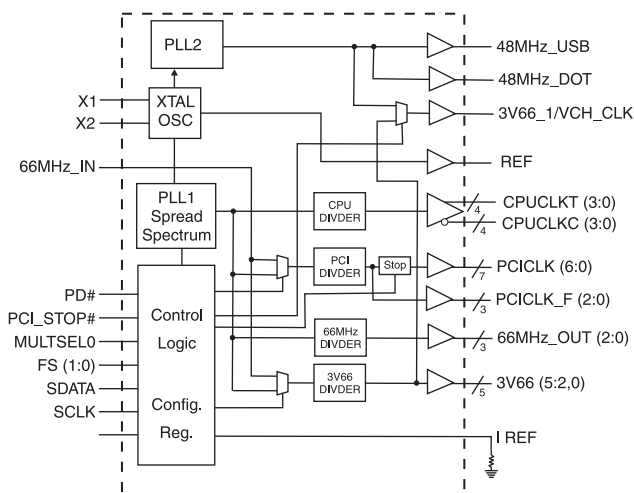 PLL2
48MHz_USB
48MHz_DOT
X1
X2
XTAL
OSC
3V66_1/VCH_CLK
66MHz_IN
REF
PLL1
Spread
Spectrum
CPU
DIVDER
CPUCLKT (3:0)
4
CPUCLKC (3:0)
4
PCI
DIVDER
Stop
PCICLK (6:0)
7
PD#
PCI_STOP#
MULTSEL0
FS (1:0)
SDATA
SCLK
Control
Logic
Config.
Reg.
PCICLK_F (2:0)
3
66MHz
DIVDER
66MHz_OUT (2:0)
3
3V66
DIVDER
3V66 (5:2,0)
5
I REF